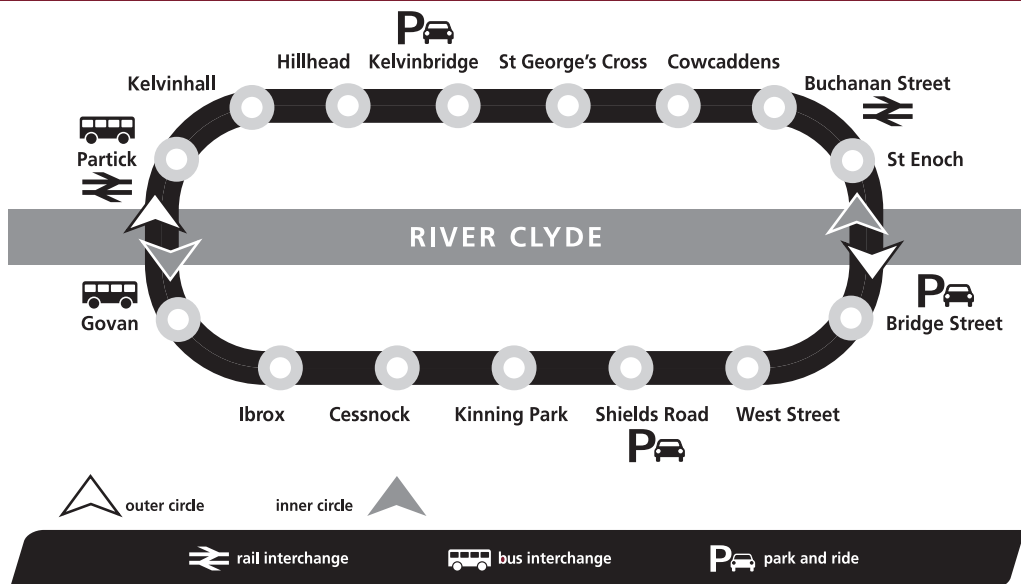 P
Hillhead
Kelvinbridge
St George's Cross
Cowcaddens
Kelvinhall
Buchanan Street
Partick
St Enoch
RIVER CLYDE
P
Govan
Bridge Street
Ibrox
Cessnock
Kinning Park
Shields Road
West Street
P
outer circle
inner circle
rail interchange
bus interchange
P
park and ride